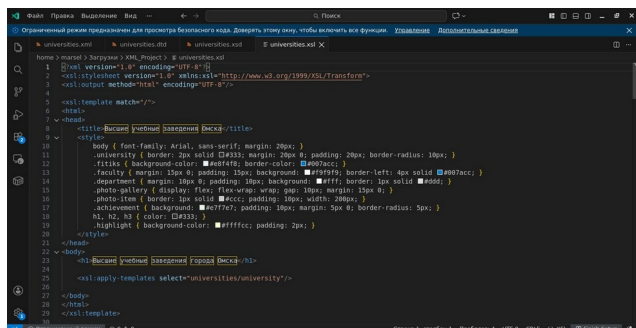 Файл Правка Выделение Вид ··· ← → Поиск
Ограниченный режим предназначен для просмотра безопасного кода. Доверять этому окну, чтобы включить все функции. Управление Дополнительные сведения
universities.xml universities.dtd universities.xsd universities.xsl
home > marsel > Загрузки > XML_Project > universities.xsl
1 <?xml version="1.0" encoding="UTF-8"?>
2 <xsl:stylesheet version="1.0" xmlns:xsl="http://www.w3.org/1999/XSL/Transform">
3 <xsl:output method="html" encoding="UTF-8"/>
4
5 <xsl:template match="/">
6 <html>
7 <head>
8 <title>Высшие учебные заведения Омска</title>
9 <style>
10 body { font-family: Arial, sans-serif; margin: 20px; }
11 .university { border: 2px solid #333; margin: 20px 0; padding: 20px; border-radius: 10px; }
12 .fitiks { background-color: #e8f4f8; border-color: #007acc; }
13 .faculty { margin: 15px 0; padding: 15px; background: #f9f9f9; border-left: 4px solid #007acc; }
14 .department { margin: 10px 0; padding: 10px; background: #fff; border: 1px solid #ddd; }
15 .photo-gallery { display: flex; flex-wrap: wrap; gap: 10px; margin: 15px 0; }
16 .photo-item { border: 1px solid #ccc; padding: 10px; width: 200px; }
17 .achievement { background: #e7f7e7; padding: 10px; margin: 5px 0; border-radius: 5px; }
18 h1, h2, h3 { color: #333; }
19 .highlight { background-color: #ffffcc; padding: 2px; }
20 </style>
21 </head>
22 <body>
23 <h1>Высшие учебные заведения города Омска</h1>
24
25 <xsl:apply-templates select="universities/university"/>
26
27 </body>
28 </html>
29 </xsl:template>
30